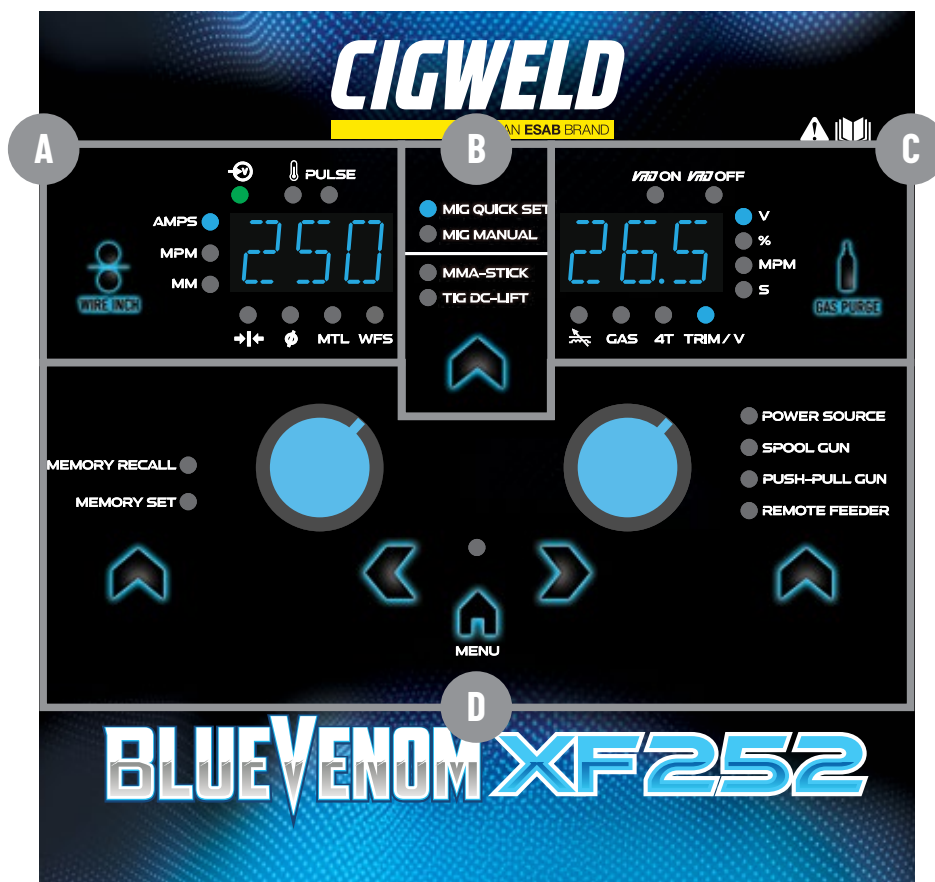 CIGWELD
AN ESAB BRAND
A
B
C
PULSE
VRD ON VRD OFF
AMPS
MPM
MM
250
WIRE INCH
MTL WFS
MIG QUICK SET
MIG MANUAL
MMA-STICK
TIG DC-LIFT
26.5
V
%
MPM
S
GAS PURGE
GAS 4T TRIM/V
MEMORY RECALL
MEMORY SET
POWER SOURCE
SPOOL GUN
PUSH-PULL GUN
REMOTE FEEDER
MENU
D
BLUEVENOM XF252